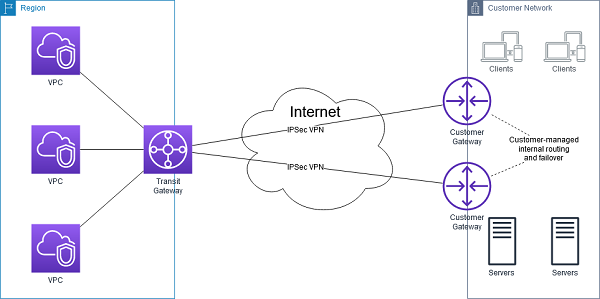 Region
Customer Network
VPC
Clients
Clients
Internet
IPSec VPN
Customer
Gateway
Customer-managed
internal routing
and failover
VPC
Transit
Gateway
IPSec VPN
Customer
Gateway
VPC
Servers
Servers